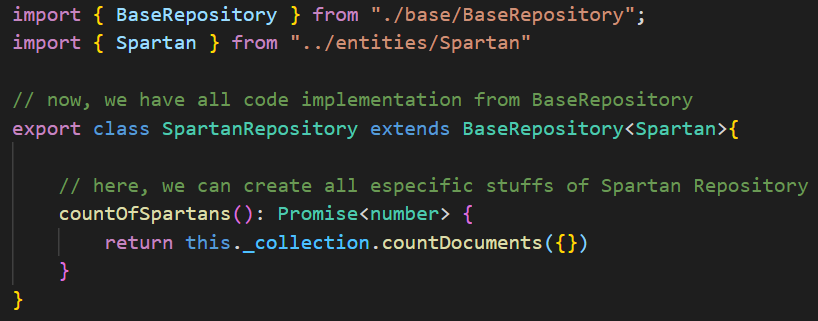 import { BaseRepository } from "./base/BaseRepository";
import { Spartan } from "../entities/Spartan"
// now, we have all code implementation from BaseRepository
export class SpartanRepository extends BaseRepository<Spartan>{
// here, we can create all especific stuffs of Spartan Repository
countOfSpartans(): Promise<number> {
return this._collection.countDocuments({})
}
}